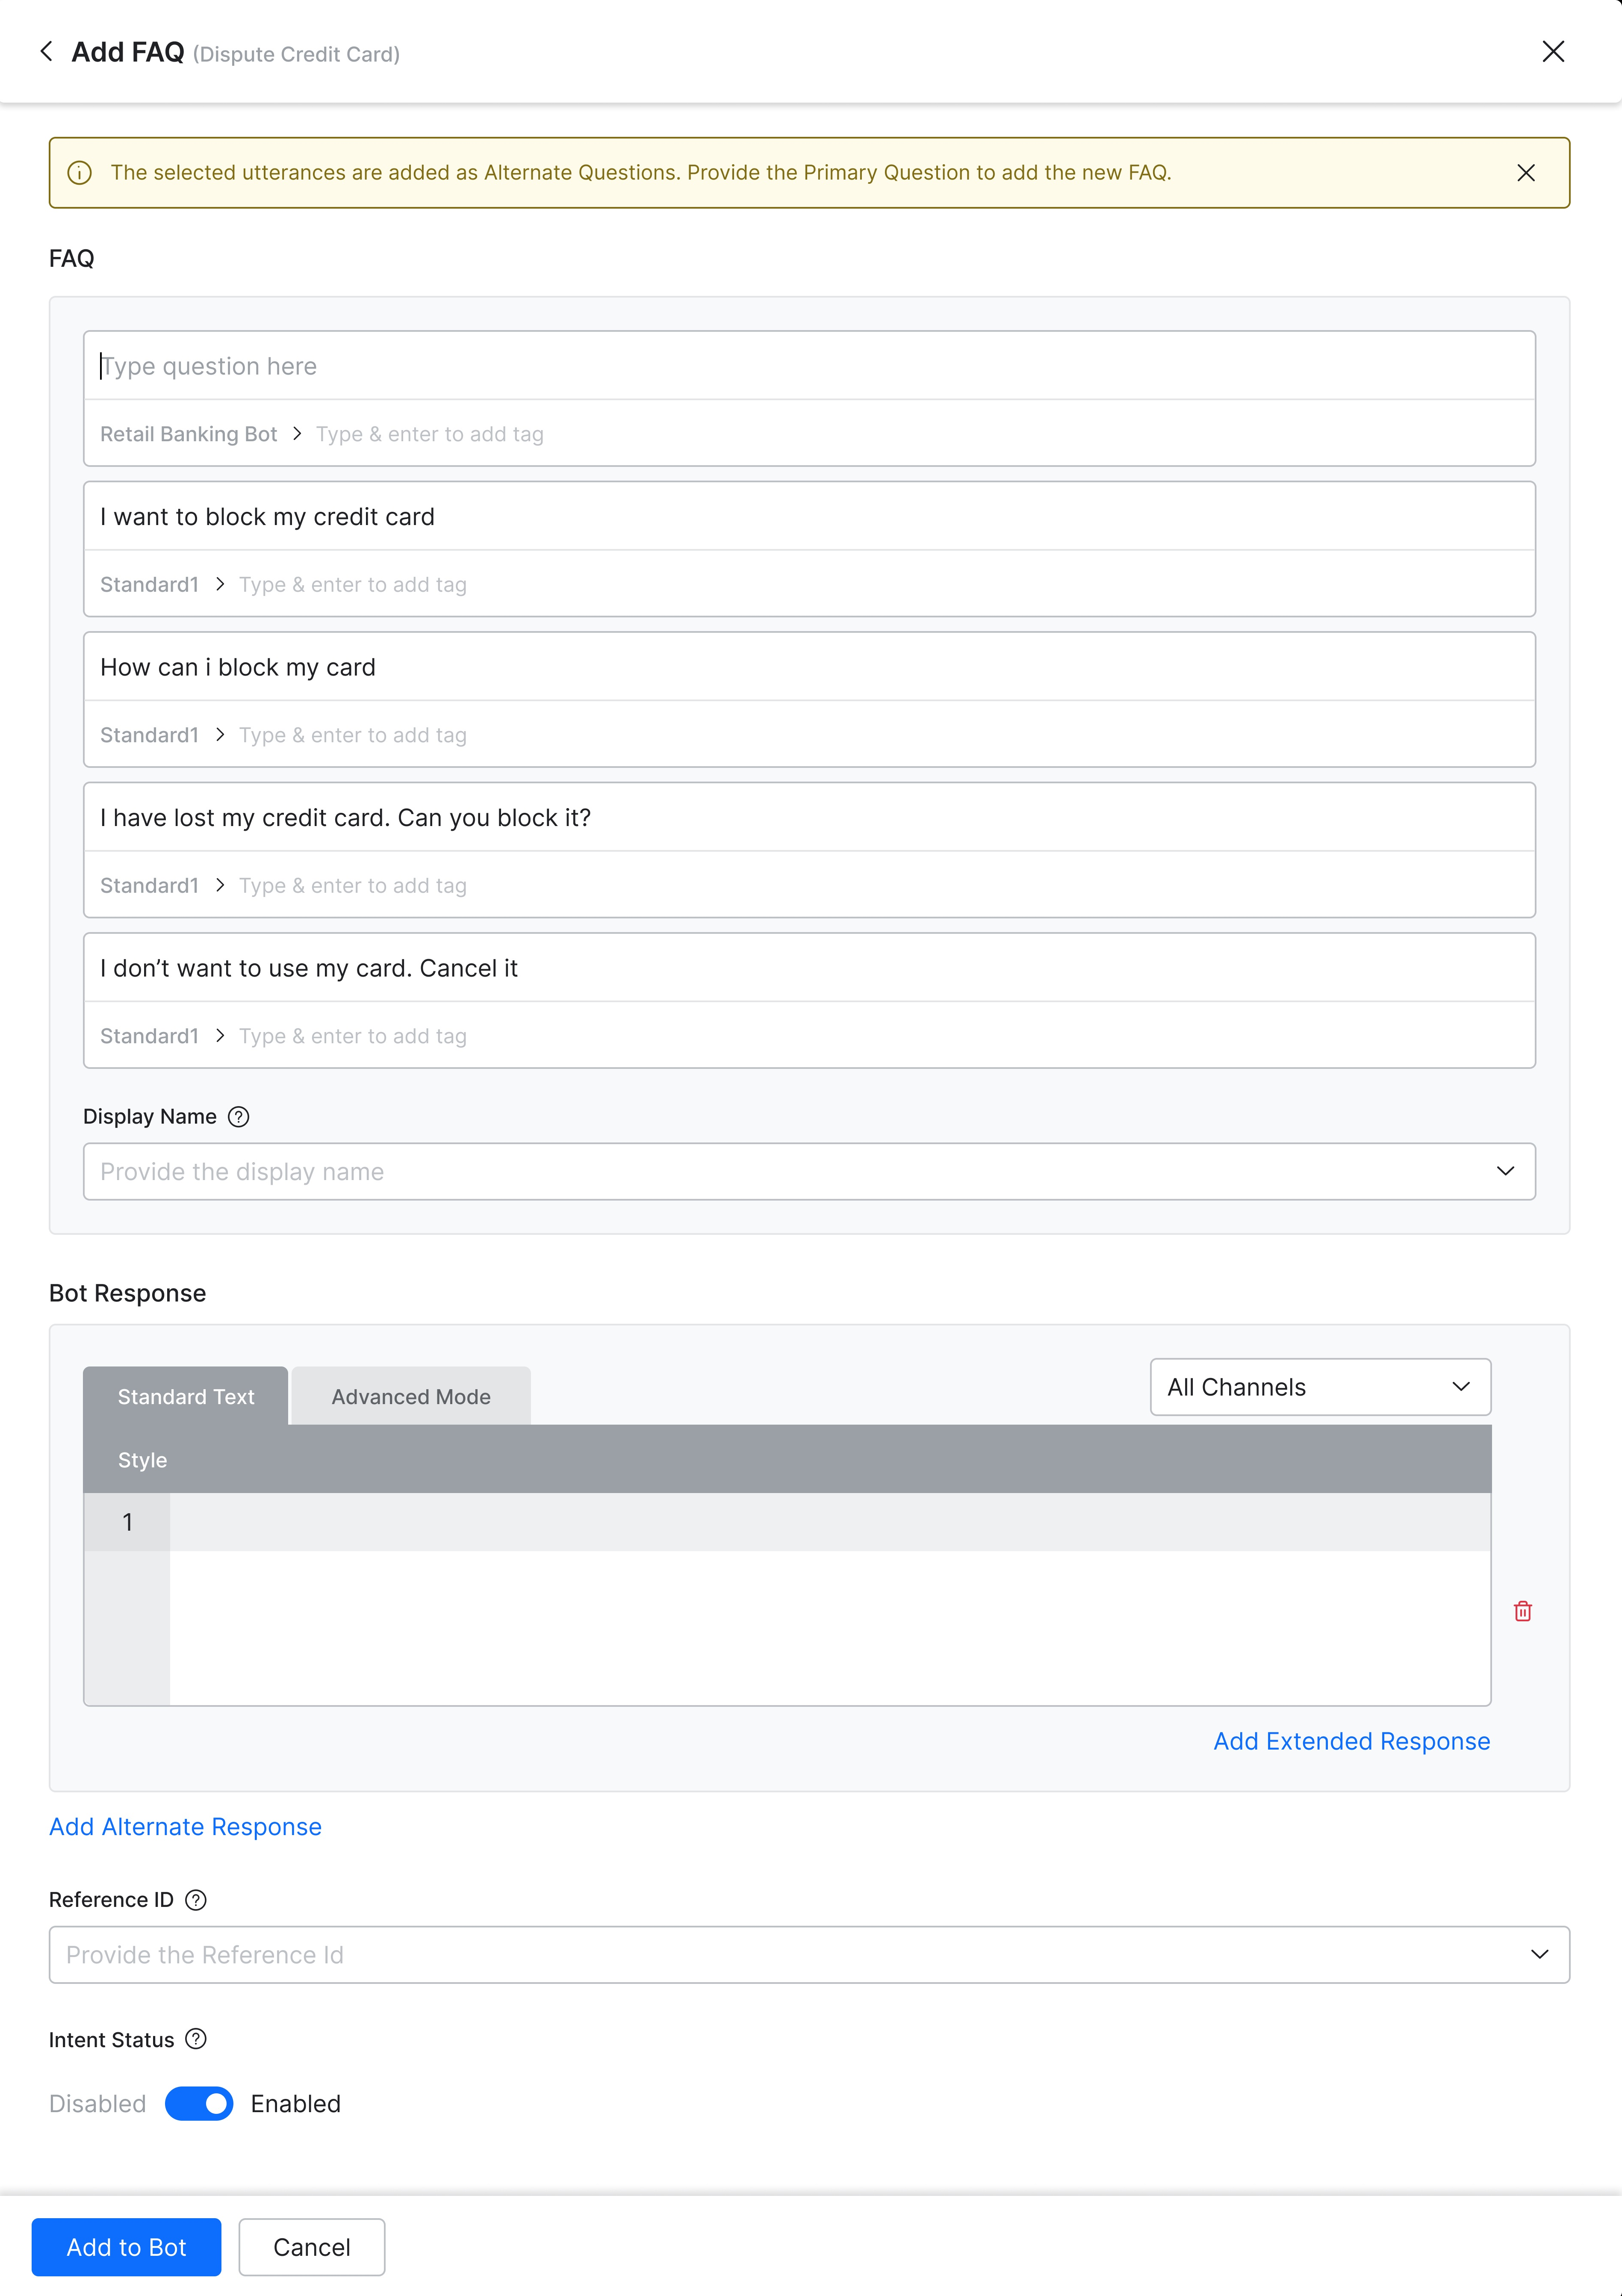 Add FAQ (Dispute Credit Card)
The selected utterances are added as Alternate Questions. Provide the Primary Question to add the new FAQ.
FAQ
Type question here
Retail Banking Bot > Type & enter to add tag
I want to block my credit card
Standard1 > Type & enter to add tag
How can i block my card
Standard1 > Type & enter to add tag
I have lost my credit card. Can you block it?
Standard1 > Type & enter to add tag
I don’t want to use my card. Cancel it
Standard1 > Type & enter to add tag
Display Name
Provide the display name
Bot Response
Standard Text Advanced Mode All Channels
Style
1
Add Extended Response
Add Alternate Response
Reference ID
Provide the Reference Id
Intent Status
Disabled Enabled
Add to Bot Cancel